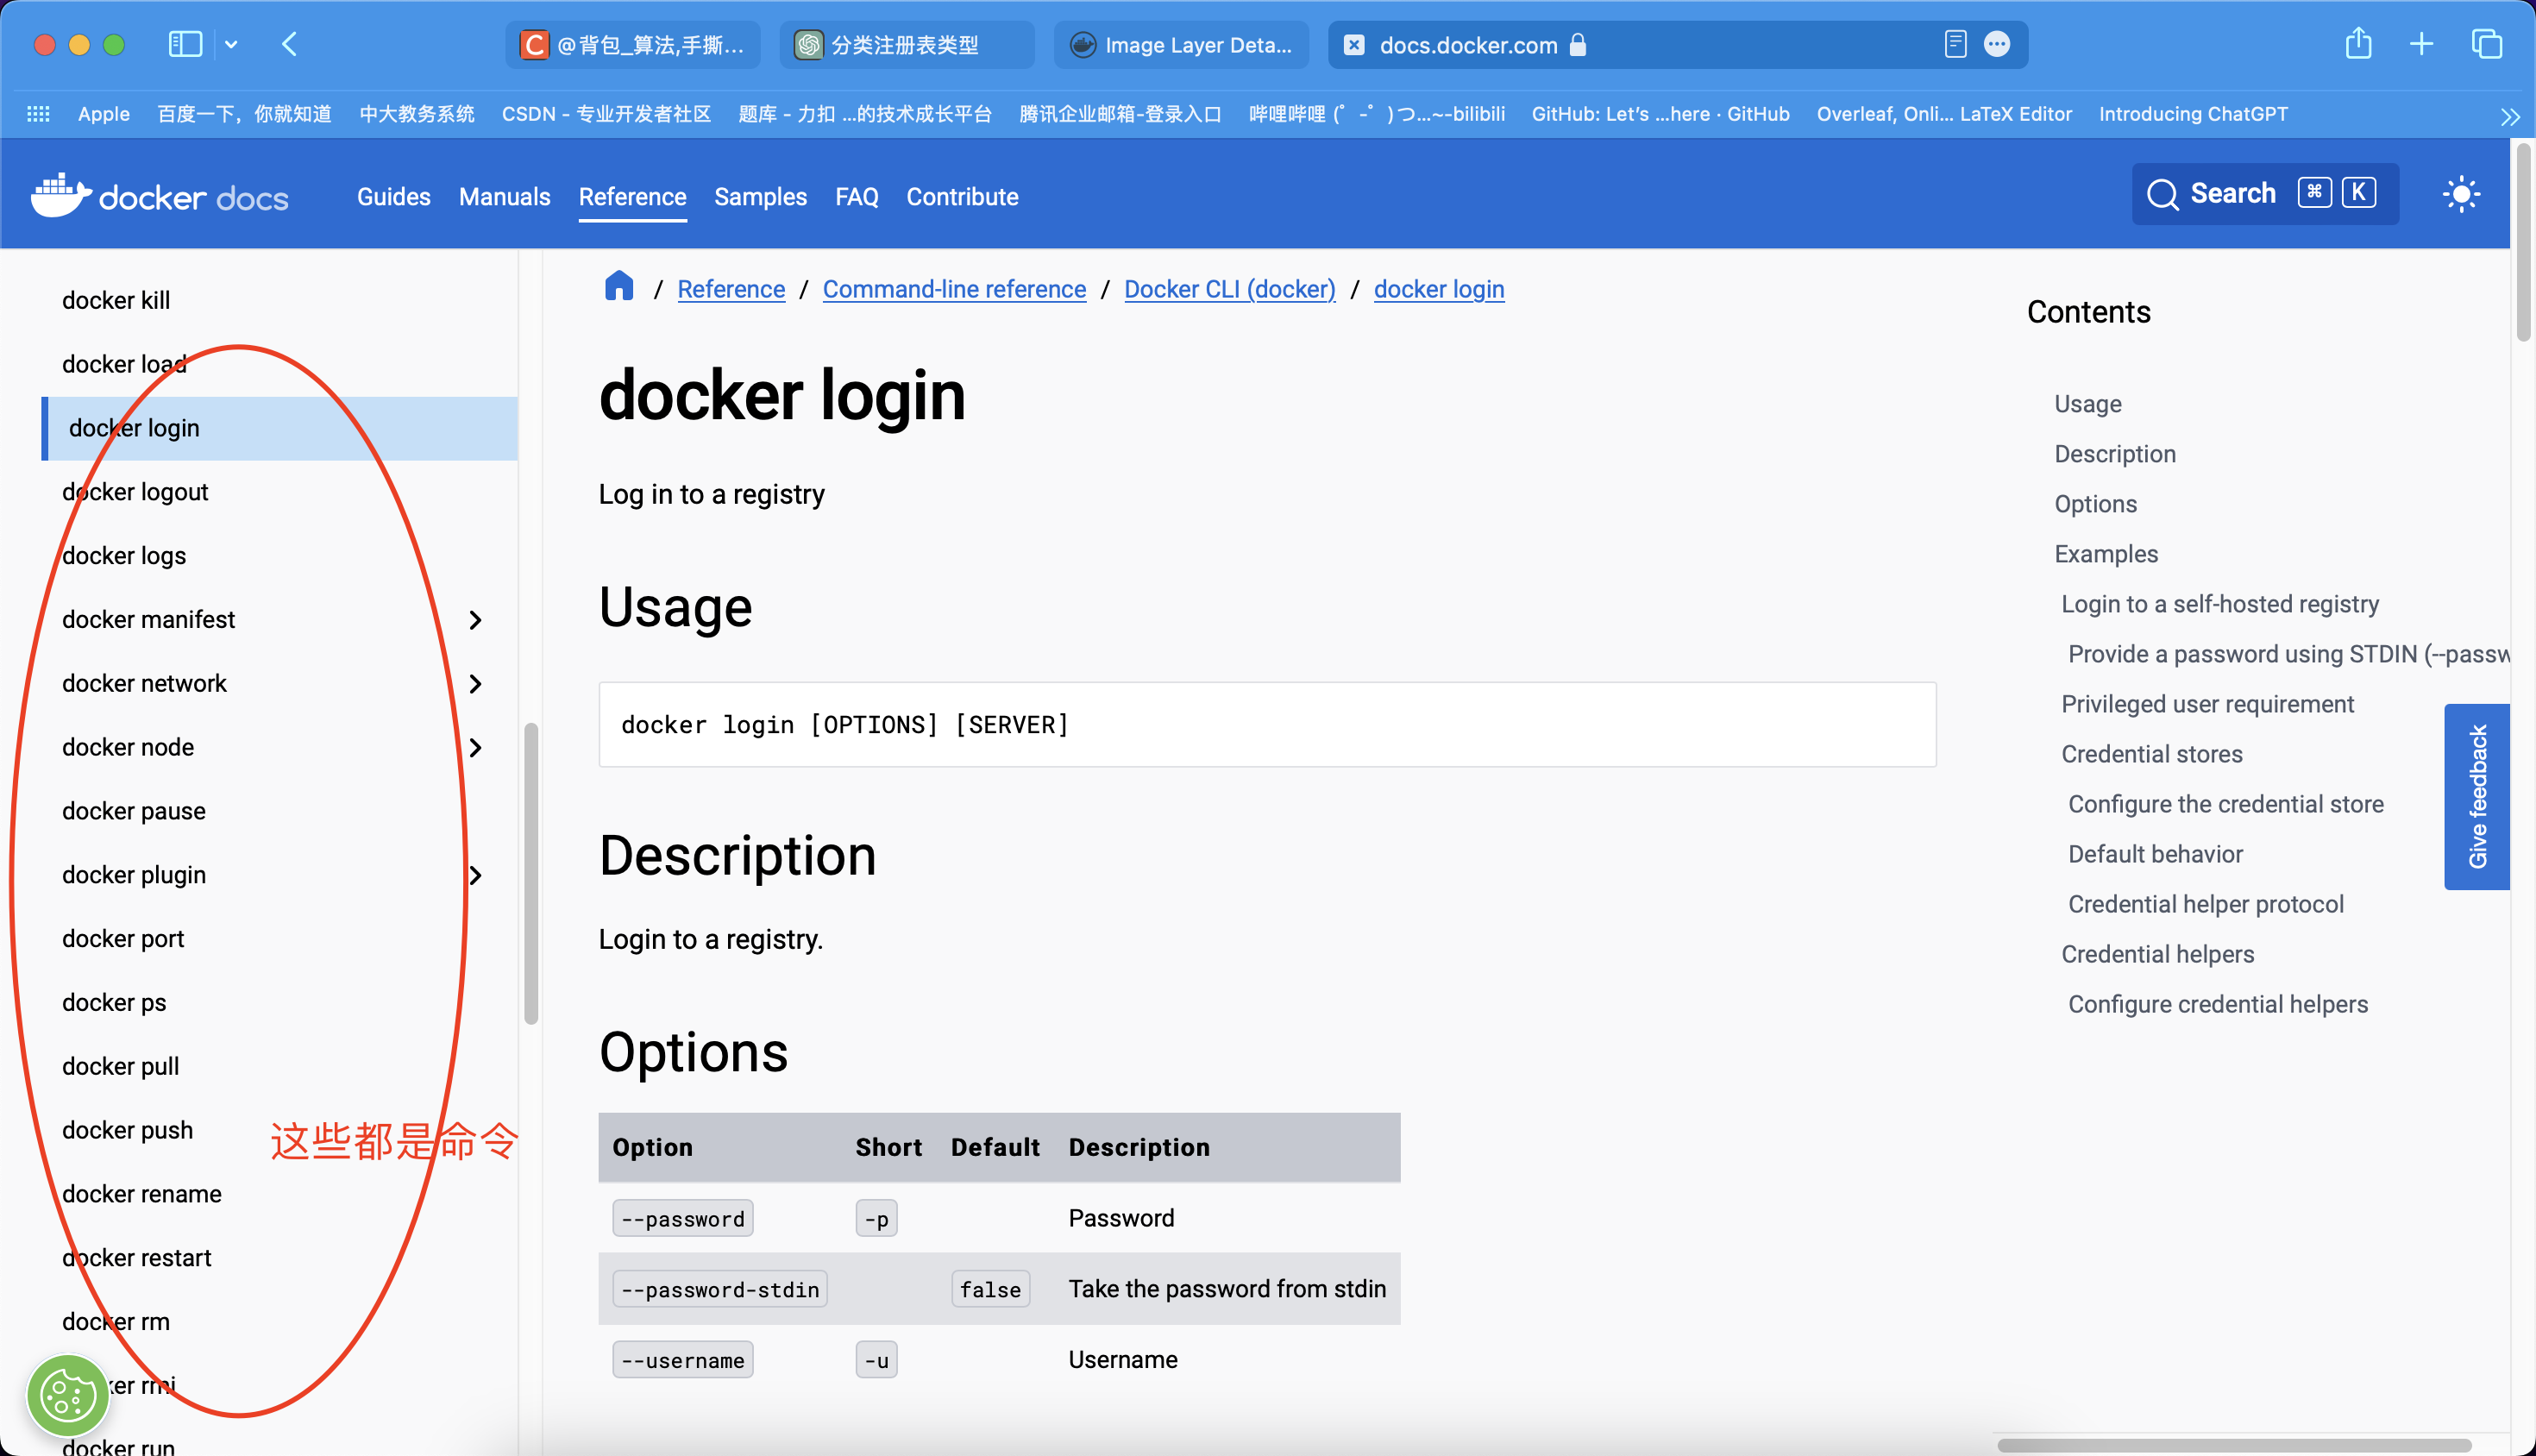 @背包_算法,手撕...
分类注册表类型
Image Layer Deta...
docs.docker.com
Apple
百度一下，你就知道
中大教务系统
CSDN - 专业开发者社区
题库 - 力扣 ...的技术成长平台
腾讯企业邮箱-登录入口
哔哩哔哩 (゜-゜)つ...~-bilibili
GitHub: Let’s ...here · GitHub
Overleaf, Onli... LaTeX Editor
Introducing ChatGPT
docker docs
Guides
Manuals
Reference
Samples
FAQ
Contribute
Search ⌘ K
docker kill
docker load
docker login
docker logout
docker logs
docker manifest
docker network
docker node
docker pause
docker plugin
docker port
docker ps
docker pull
docker push
这些都是命令
docker rename
docker restart
docker rm
ker rmi
docker run
/ Reference / Command-line reference / Docker CLI (docker) / docker login
docker login
Log in to a registry
Usage
docker login [OPTIONS] [SERVER]
Description
Login to a registry.
Options
Option Short Default Description
--password -p Password
--password-stdin false Take the password from stdin
--username -u Username
Contents
Usage
Description
Options
Examples
Login to a self-hosted registry
Provide a password using STDIN (--passw
Privileged user requirement
Credential stores
Configure the credential store
Default behavior
Credential helper protocol
Credential helpers
Configure credential helpers
Give feedback